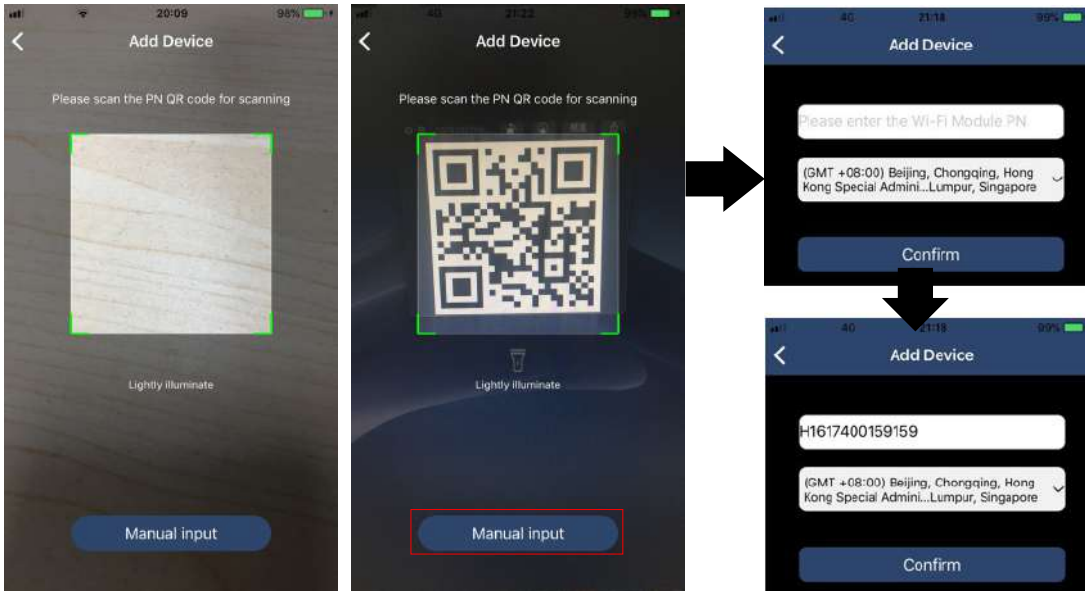 20:09
98%
Add Device
Please scan the PN QR code for scanning
Lightly illuminate
Manual input
4G
21:22
Add Device
Please scan the PN QR code for scanning
Lightly illuminate
Manual input
4G
21:18
99%
Add Device
Please enter the Wi-Fi Module PN
(GMT +08:00) Beijing, Chongqing, Hong
Kong Special Admini...Lumpur, Singapore
Confirm
4G
21:18
99%
Add Device
H1617400159159
(GMT +08:00) Beijing, Chongqing, Hong
Kong Special Admini...Lumpur, Singapore
Confirm